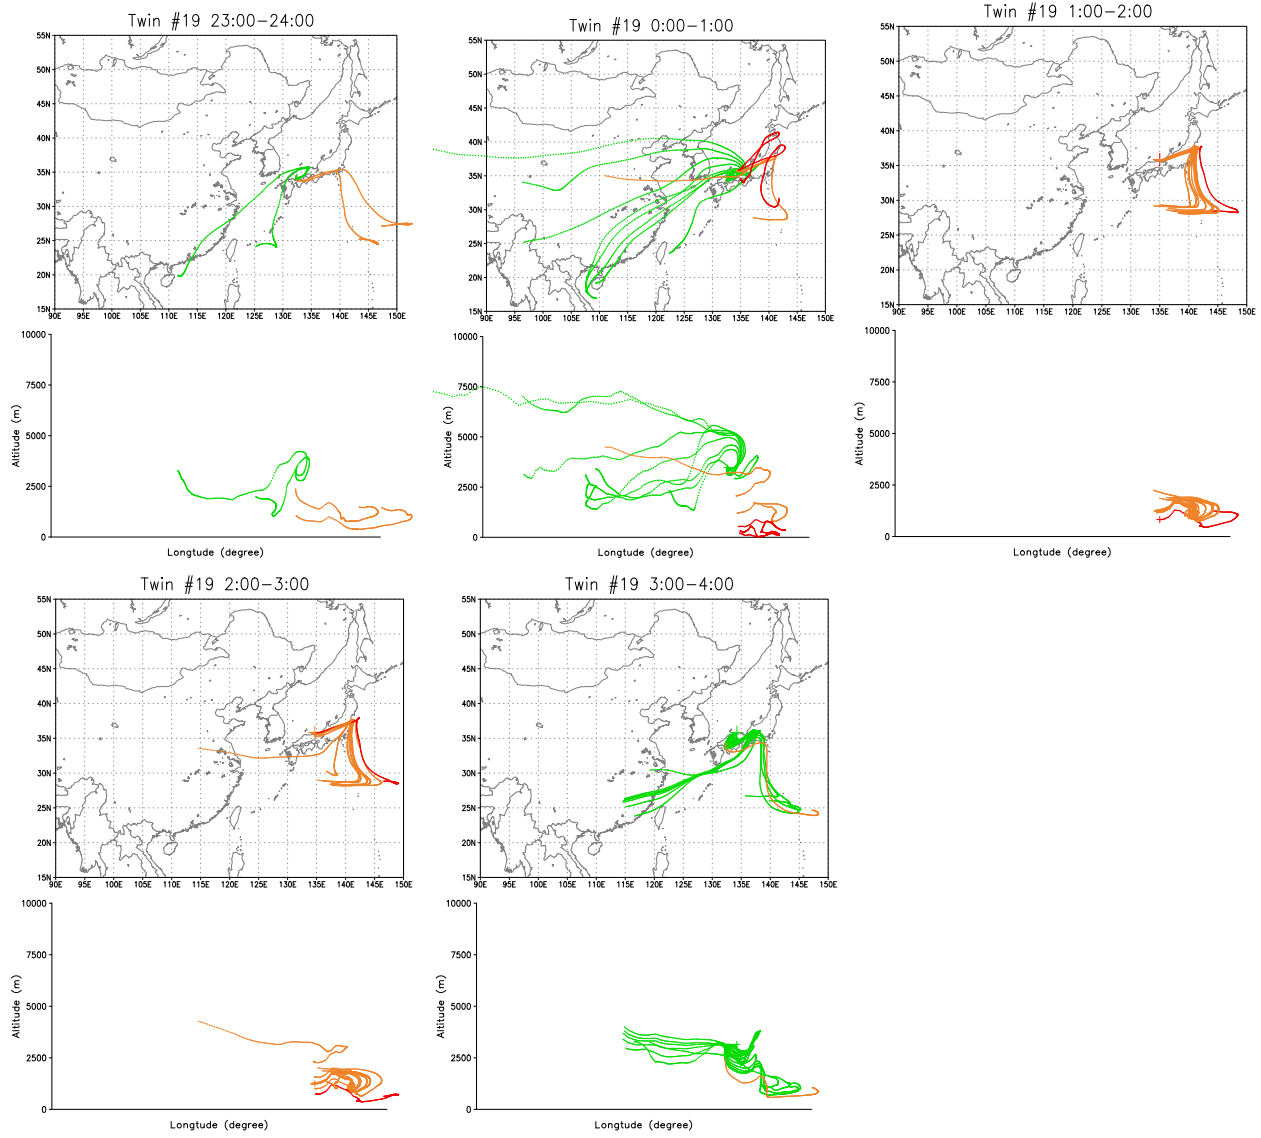 Twin #19 23:00−24:00
55N
50N
45N
40N
35N
30N
25N
20N
15N
90E 95E 100E 105E 110E 115E 120E 125E 130E 135E 140E 145E 150E
10000
7500
5000
2500
0
Altitude (m)
Longtude (degree)
Twin #19 0:00−1:00
55N
50N
45N
40N
35N
30N
25N
20N
15N
90E 95E 100E 105E 110E 115E 120E 125E 130E 135E 140E 145E 150E
10000
7500
5000
2500
0
Altitude (m)
Longtude (degree)
Twin #19 1:00−2:00
55N
50N
45N
40N
35N
30N
25N
20N
15N
90E 95E 100E 105E 110E 115E 120E 125E 130E 135E 140E 145E 150E
10000
7500
5000
2500
0
Altitude (m)
Longtude (degree)
Twin #19 2:00−3:00
55N
50N
45N
40N
35N
30N
25N
20N
15N
90E 95E 100E 105E 110E 115E 120E 125E 130E 135E 140E 145E 150E
10000
7500
5000
2500
0
Altitude (m)
Longtude (degree)
Twin #19 3:00−4:00
55N
50N
45N
40N
35N
30N
25N
20N
15N
90E 95E 100E 105E 110E 115E 120E 125E 130E 135E 140E 145E 150E
10000
7500
5000
2500
0
Altitude (m)
Longtude (degree)